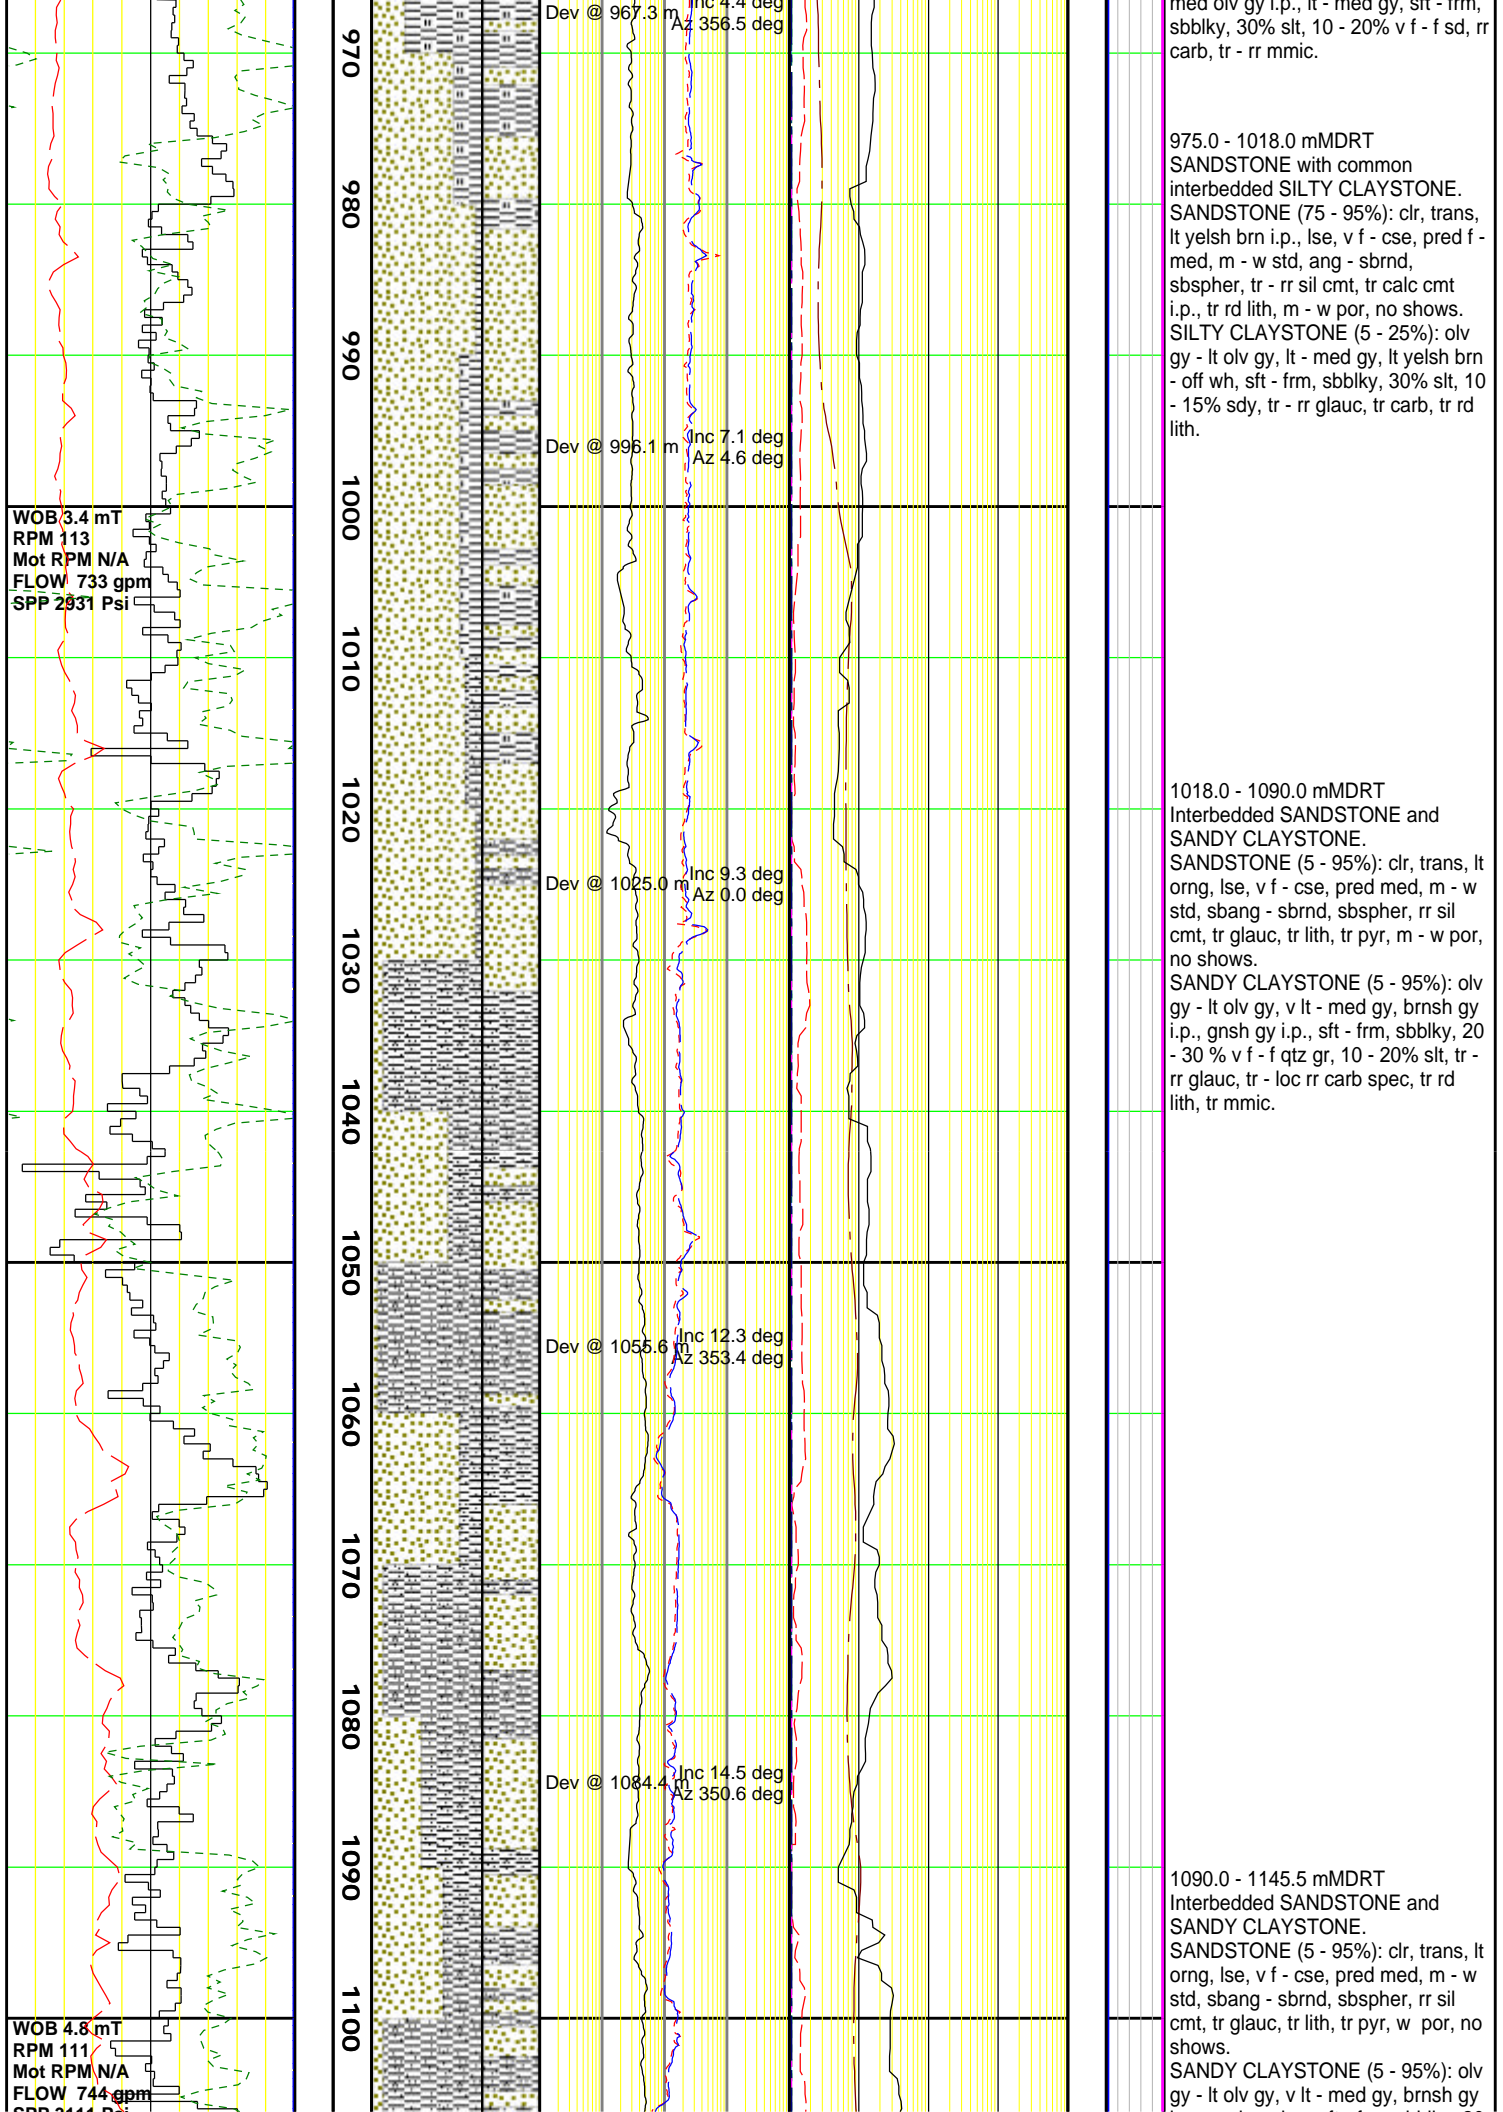 med olv gy i.p., lt - med gy, sft - frm,
sbblky, 30% slt, 10 - 20% v f - f sd, rr
carb, tr - rr mmic.
Dev @ 967.3 m
Inc 4.4 deg
Az 356.5 deg
970
975.0 - 1018.0 mMDRT
SANDSTONE with common
interbedded SILTY CLAYSTONE.
SANDSTONE (75 - 95%): clr, trans,
lt yelsh brn i.p., lse, v f - cse, pred f -
med, m - w std, ang - sbrnd,
sbspher, tr - rr sil cmt, tr calc cmt
i.p., tr rd lith, m - w por, no shows.
SILTY CLAYSTONE (5 - 25%): olv
gy - lt olv gy, lt - med gy, lt yelsh brn
- off wh, sft - frm, sbblky, 30% slt, 10
- 15% sdy, tr - rr glauc, tr carb, tr rd
lith.
980
990
Dev @ 996.1 m
Inc 7.1 deg
Az 4.6 deg
1000
WOB 3.4 mT
RPM 113
Mot RPM N/A
FLOW 733 gpm
SPP 2931 Psi
1010
1018.0 - 1090.0 mMDRT
Interbedded SANDSTONE and
SANDY CLAYSTONE.
SANDSTONE (5 - 95%): clr, trans, lt
orng, lse, v f - cse, pred med, m - w
std, sbang - sbrnd, sbspher, rr sil
cmt, tr glauc, tr lith, tr pyr, m - w por,
no shows.
SANDY CLAYSTONE (5 - 95%): olv
gy - lt olv gy, v lt - med gy, brnsh gy
i.p., gnsh gy i.p., sft - frm, sbblky, 20
- 30 % v f - f qtz gr, 10 - 20% slt, tr -
rr glauc, tr - loc rr carb spec, tr rd
lith, tr mmic.
1020
Dev @ 1025.0 m
Inc 9.3 deg
Az 0.0 deg
1030
1040
1050
Dev @ 1055.6 m
Inc 12.3 deg
Az 353.4 deg
1060
1070
1080
Dev @ 1084.4 m
Inc 14.5 deg
Az 350.6 deg
1090
1090.0 - 1145.5 mMDRT
Interbedded SANDSTONE and
SANDY CLAYSTONE.
SANDSTONE (5 - 95%): clr, trans, lt
orng, lse, v f - cse, pred med, m - w
std, sbang - sbrnd, sbspher, rr sil
cmt, tr glauc, tr lith, tr pyr, w por, no
shows.
SANDY CLAYSTONE (5 - 95%): olv
gy - lt olv gy, v lt - med gy, brnsh gy
1100
WOB 4.8 mT
RPM 111
Mot RPM N/A
FLOW 744 gpm
SPP 3111 Psi